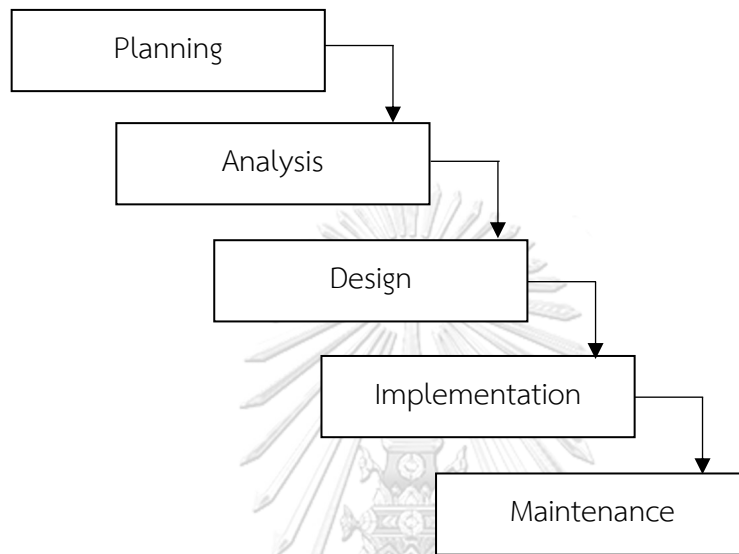 Planning
Analysis
Design
Implementation
Maintenance